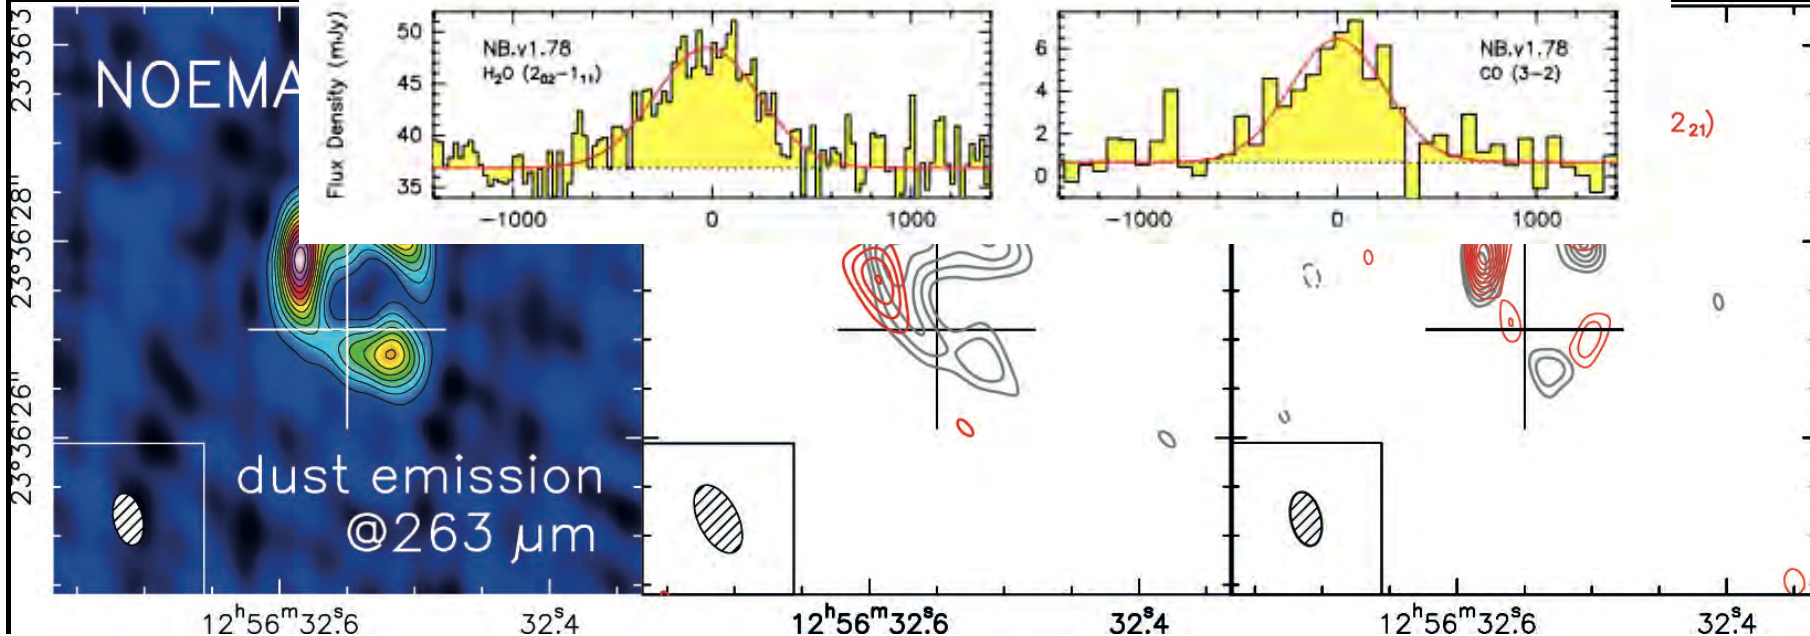 NOEMA
Flux Density (mJy)
50
45
40
35
NB.v1.78
H₂O (2₀₂−1₁₁)
−1000
0
1000
6
4
2
0
NB.v1.78
CO (3−2)
−1000
0
1000
2₂₁)
23°36'28"
23°36'26"
dust emission
@263 µm
12ʰ56ᵐ32ˢ.6
32ˢ.4
12ʰ56ᵐ32ˢ.6
32ˢ.4
12ʰ56ᵐ32ˢ.6
32ˢ.4